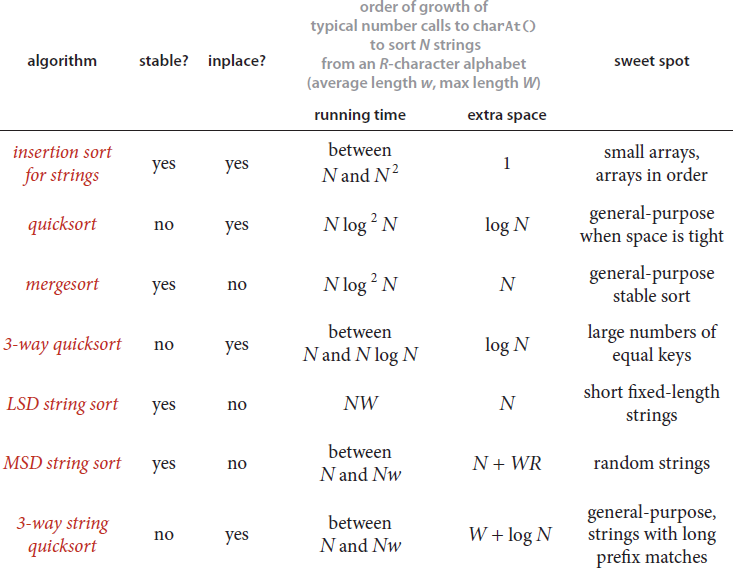 order of growth of
typical number calls to charAt()
to sort N strings
from an R-character alphabet
(average length w, max length W)
algorithm stable? inplace? sweet spot
running time extra space
insertion sort
for strings
yes yes
between
N and N²
1
small arrays,
arrays in order
quicksort no yes N log ² N log N
general-purpose
when space is tight
mergesort yes no N log ² N N
general-purpose
stable sort
3-way quicksort no yes
between
N and N log N
log N
large numbers of
equal keys
LSD string sort yes no NW N
short fixed-length
strings
MSD string sort yes no
between
N and Nw
N + WR random strings
3-way string
quicksort
no yes
between
N and Nw
W + log N
general-purpose,
strings with long
prefix matches